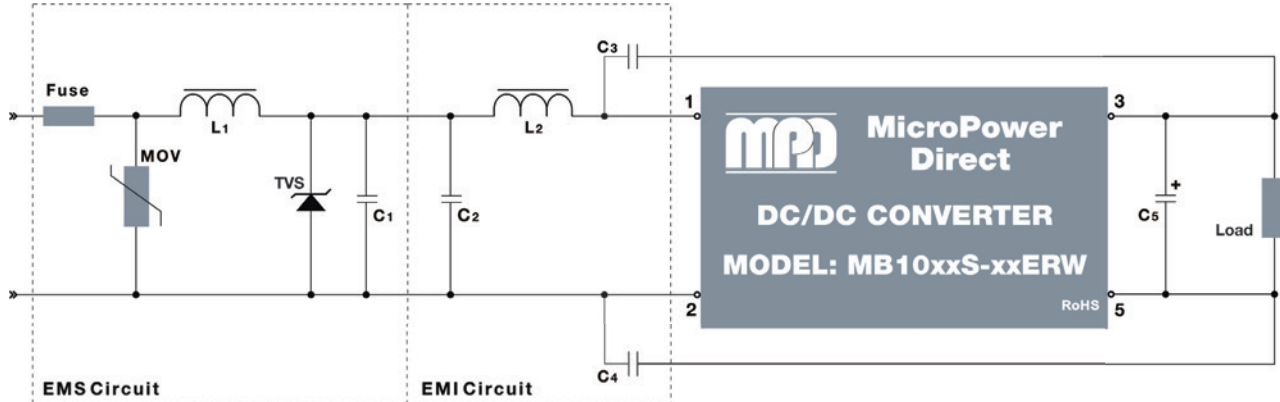 C3
Fuse
L1
L2
1
3
MPD
MicroPower
Direct
MOV
TVS
C1
C2
DC/DC CONVERTER
+
C5
Load
MODEL: MB10xxS-xxERW
2
RoHS
5
C4
EMS Circuit
EMI Circuit